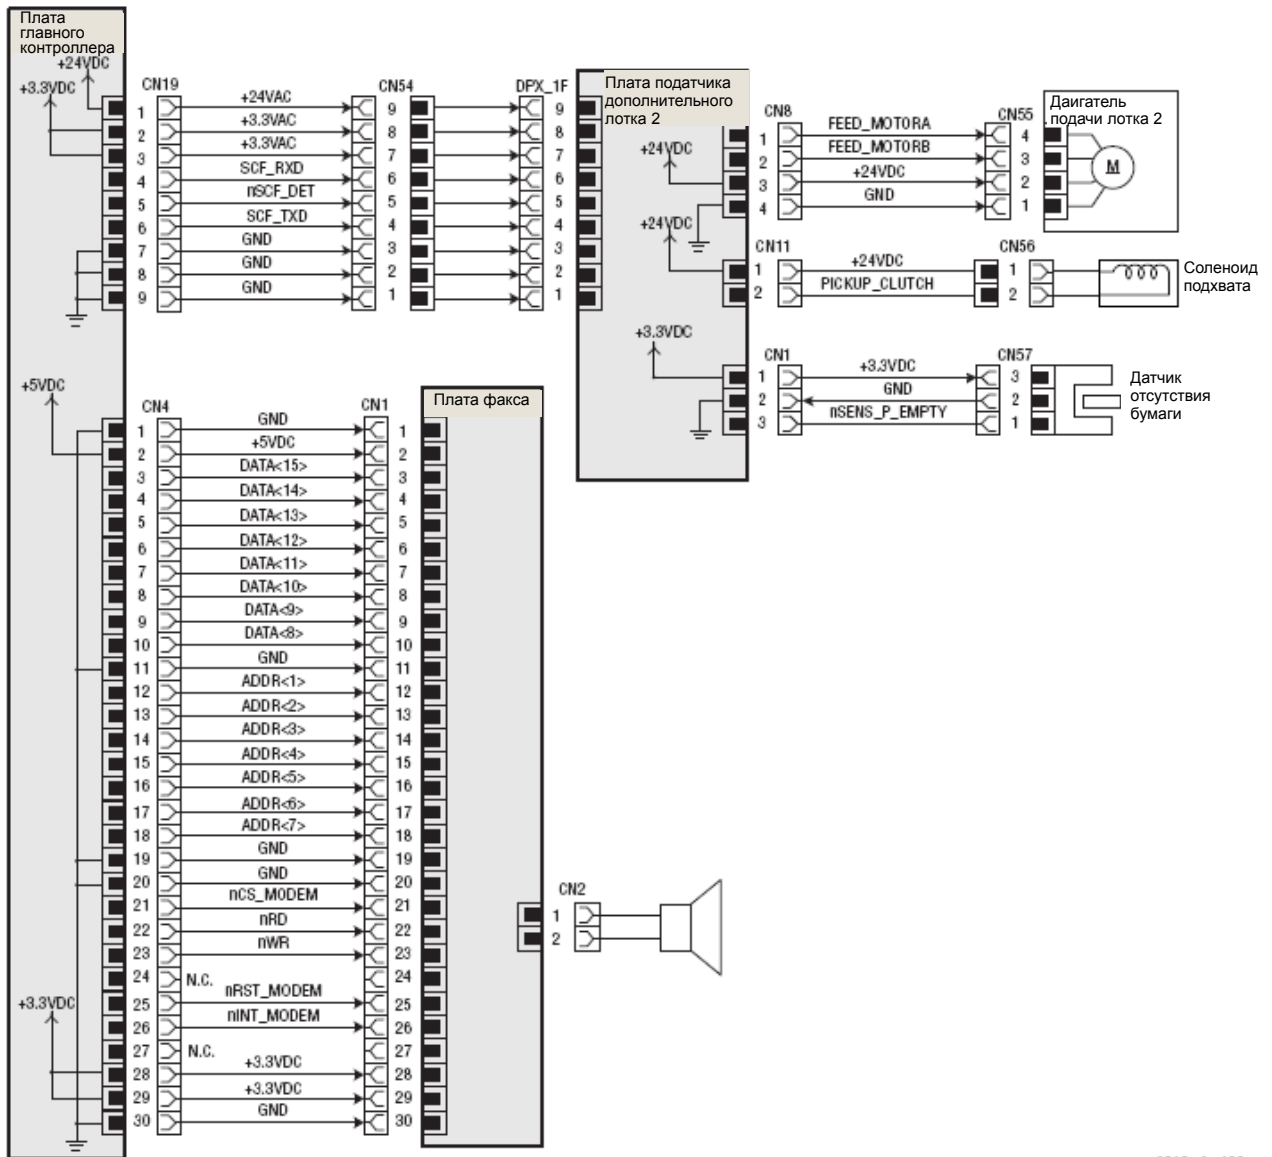 Плата
главного
контроллера
+24VDC
+3.3VDC
CN19
CN54
DPX_1F
1 +24VAC 9 9
2 +3.3VAC 8 8
3 +3.3VAC 7 7
4 SCF_RXD 6 6
5 nSCF_DET 5 5
6 SCF_TXD 4 4
7 GND 3 3
8 GND 2 2
9 GND 1 1
Плата податчика
дополнительного
лотка 2
+24VDC
+24VDC
+3.3VDC
CN8
CN55
1 FEED_MOTORA 4
2 FEED_MOTORB 3
3 +24VDC 2
4 GND 1
Даигатель
подачи лотка 2
M
CN11
CN56
1 +24VDC 1
2 PICKUP_CLUTCH 2
Соленоид
подхвата
CN1
CN57
1 +3.3VDC 3
2 GND 2
3 nSENS_P_EMPTY 1
Датчик
отсутствия
бумаги
+5VDC
+3.3VDC
CN4
CN1
Плата факса
1 GND 1
2 +5VDC 2
3 DATA<15> 3
4 DATA<14> 4
5 DATA<13> 5
6 DATA<12> 6
7 DATA<11> 7
8 DATA<10> 8
9 DATA<9> 9
10 DATA<8> 10
11 GND 11
12 ADDR<1> 12
13 ADDR<2> 13
14 ADDR<3> 14
15 ADDR<4> 15
16 ADDR<5> 16
17 ADDR<6> 17
18 ADDR<7> 18
19 GND 19
20 GND 20
21 nCS_MODEM 21
22 nRD 22
23 nWR 23
24 N.C. 24
25 nRST_MODEM 25
26 nINT_MODEM 26
27 N.C. 27
28 +3.3VDC 28
29 +3.3VDC 29
30 GND 30
CN2
1
2